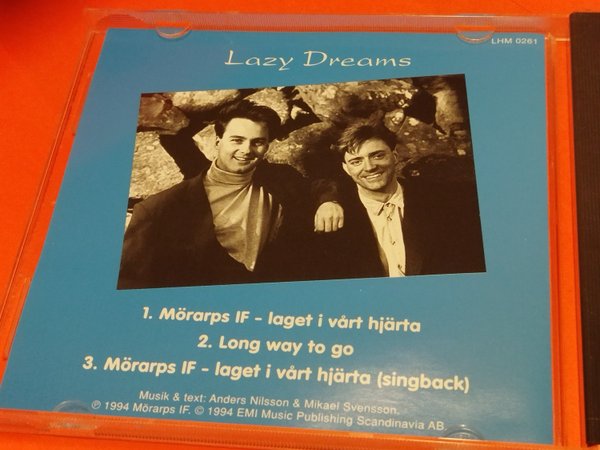 LHM 0261
Lazy Dreams
1. Mörarps IF - laget i vårt hjärta
2. Long way to go
3. Mörarps IF - laget i vårt hjärta (singback)
Musik & text: Anders Nilsson & Mikael Svensson.
℗ 1994 Mörarps IF. © 1994 EMI Music Publishing Scandinavia AB.